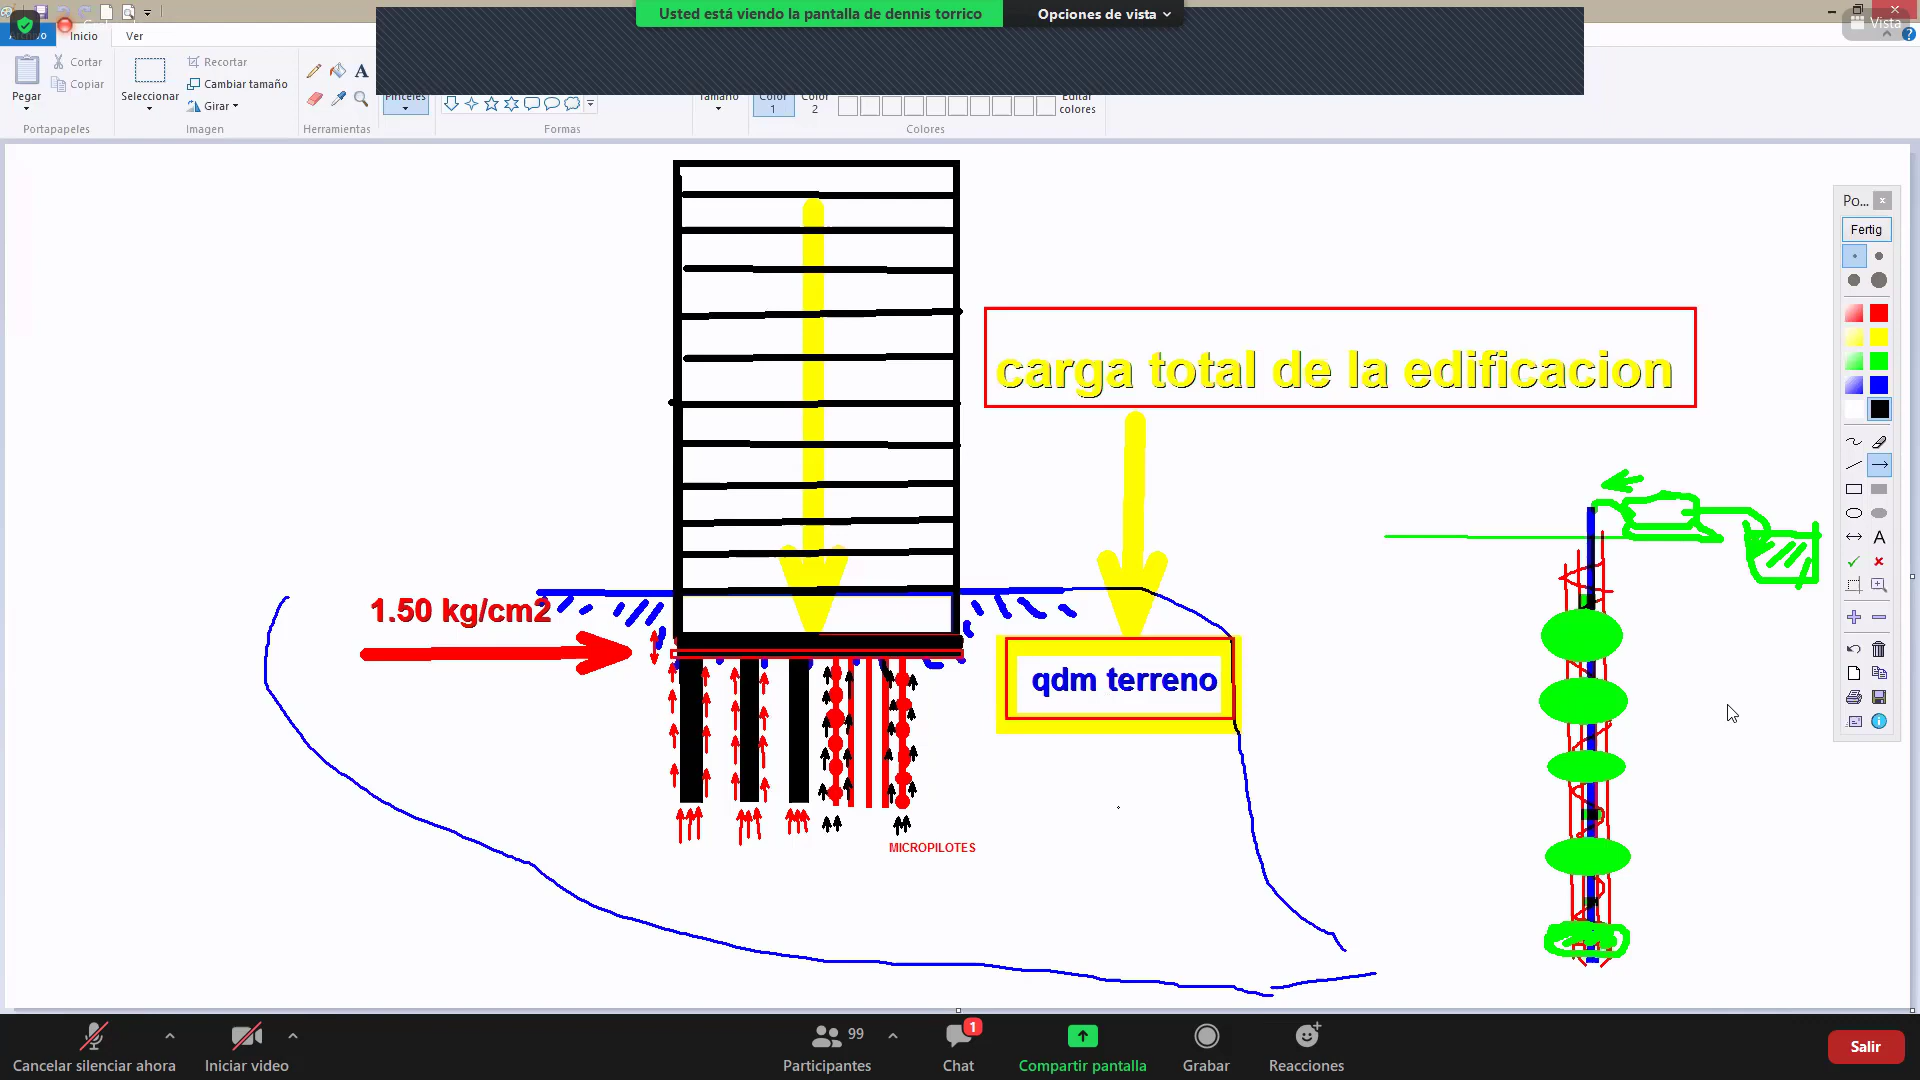 Usted está viendo la pantalla de dennis torrico
Opciones de vista
Vista
Archivo
Inicio
Ver
Pegar
Cortar
Copiar
Portapapeles
Seleccionar
Recortar
Cambiar tamaño
Girar
Imagen
Herramientas
Pinceles
Formas
Tamaño
Color
1
Color
2
Editar
colores
Colores
Po...
Fertig
carga total de la edificacion
1.50 kg/cm2
qdm terreno
MICROPILOTES
A
Cancelar silenciar ahora
Iniciar video
Participantes
99
Chat
1
Compartir pantalla
Grabar
Reacciones
Salir